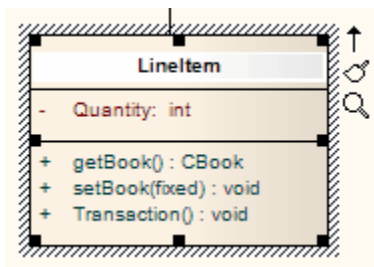 LineItem
- Quantity: int
+ getBook() : CBook
+ setBook(fixed) : void
+ Transaction() : void